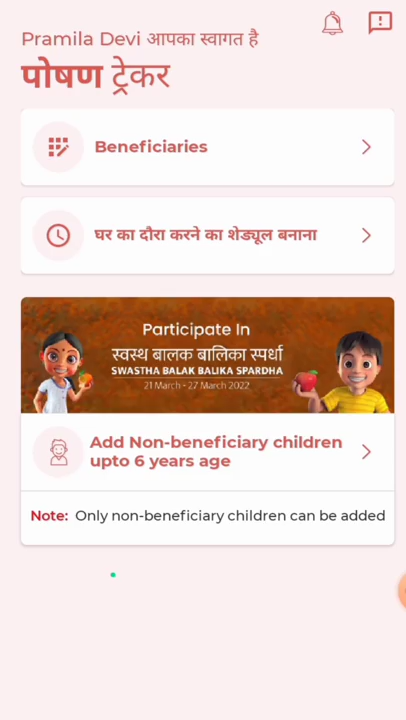 Pramila Devi आपका स्वागत है
पोषण ट्रेकर
Beneficiaries
घर का दौरा करने का शेड्यूल बनाना
Participate In
स्वस्थ बालक बालिका स्पर्धा
SWASTHA BALAK BALIKA SPARDHA
21 March - 27 March 2022
Add Non-beneficiary children
upto 6 years age
Note: Only non-beneficiary children can be added